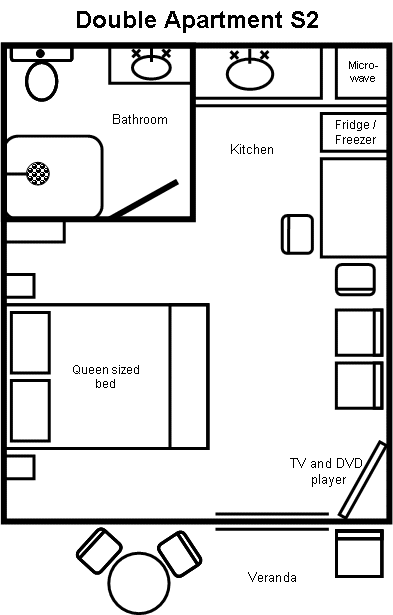 Double Apartment S2
Micro-
wave
Bathroom
Fridge /
Freezer
Kitchen
Queen sized
bed
TV and DVD
player
Veranda